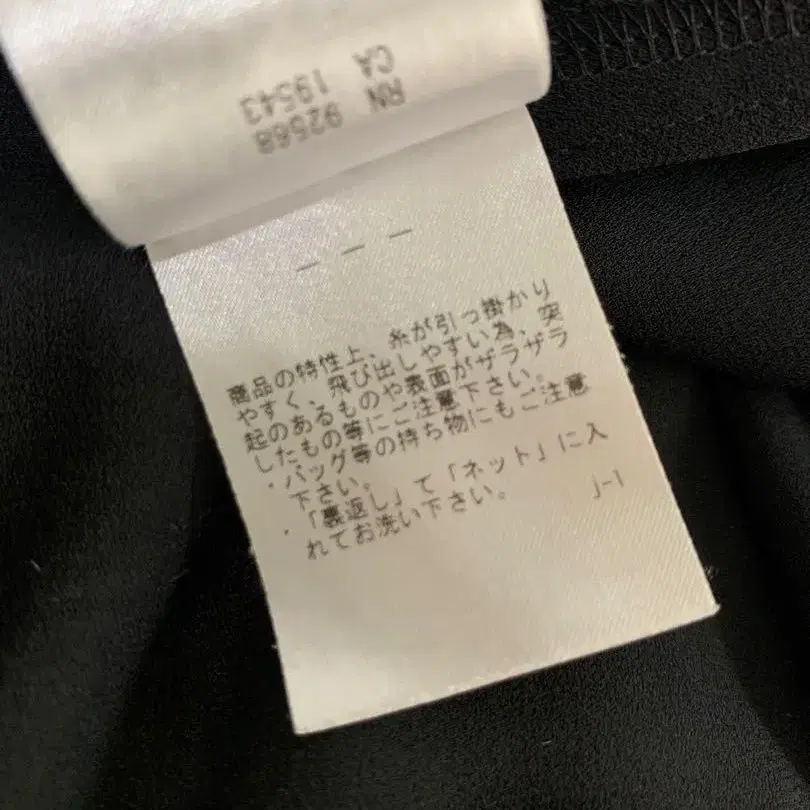 RN 92568
CA 19543
― ― ―
商品の特性上、糸が引っ掛かり
やすく、飛び出しやすい為、突
起のあるものや表面がザラザラ
したもの等にご注意下さい。
・バッグ等の持ち物にもご注意
下さい。
・「裏返し」て「ネット」に入
れてお洗い下さい。
J-1